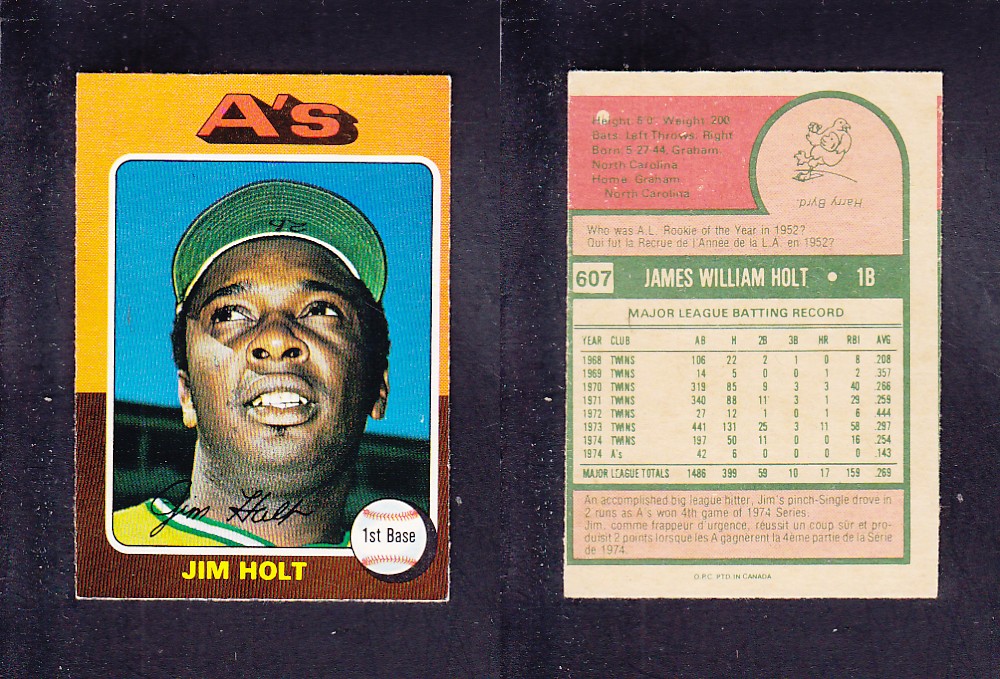 A's
42
Jim Holt
1st Base
JIM HOLT
Height: 6'0" Weight: 200
Bats: Left Throws: Right
Born: 5-27-44, Graham,
North Carolina
Home: Graham,
North Carolina
Harry Byrd.
Who was A.L. Rookie of the Year in 1952?
Qui fut la Recrue de l'Année de la L.A. en 1952?
607 JAMES WILLIAM HOLT • 1B
MAJOR LEAGUE BATTING RECORD
YEAR CLUB AB H 2B 3B HR RBI AVG
1968 TWINS 106 22 2 1 0 8 .208
1969 TWINS 14 5 0 0 1 2 .357
1970 TWINS 319 85 9 3 3 40 .266
1971 TWINS 340 88 11 3 1 29 .259
1972 TWINS 27 12 1 0 1 6 .444
1973 TWINS 441 131 25 3 11 58 .297
1974 TWINS 197 50 11 0 0 16 .254
1974 A's 42 6 0 0 0 0 .143
MAJOR LEAGUE TOTALS 1486 399 59 10 17 159 .269
An accomplished big league hitter, Jim's pinch-Single drove in
2 runs as A's won 4th game of 1974 Series.
Jim. comme frappeur d'urgence, réussit un coup sûr et pro-
duisit 2 points lorsque les A gagnèrent la 4ème partie de la Série
de 1974.
O.P.C. PTD. IN CANADA